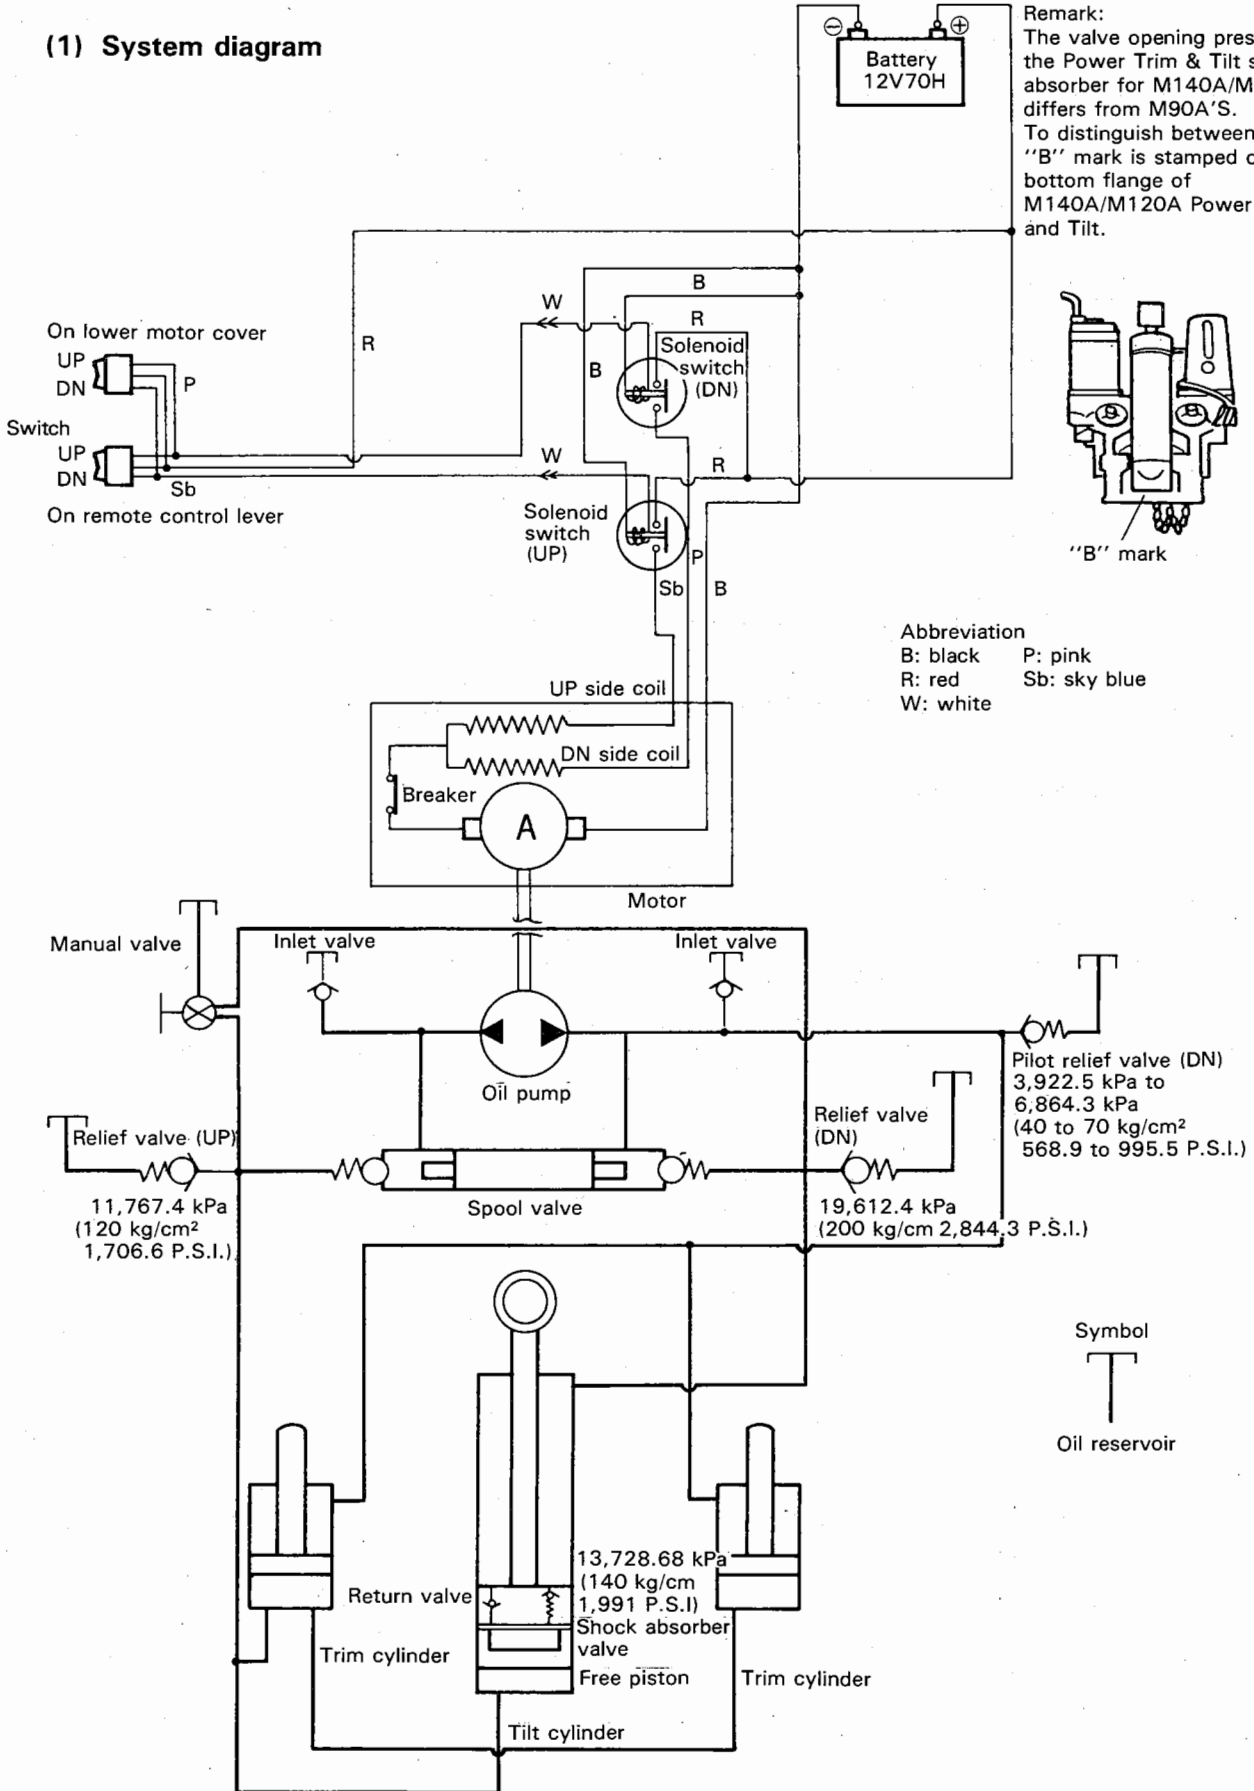 (1) System diagram
Battery
12V70H
Remark:
The valve opening pres
the Power Trim & Tilt s
absorber for M140A/M
differs from M90A'S.
To distinguish between
"B" mark is stamped o
bottom flange of
M140A/M120A Power
and Tilt.
B
W
R
On lower motor cover
UP
DN
P
R
B
Solenoid
switch
(DN)
Switch
UP
DN
Sb
W
R
On remote control lever
Solenoid
switch
(UP)
P
Sb
B
"B" mark
Abbreviation
B: black P: pink
R: red Sb: sky blue
W: white
UP side coil
DN side coil
Breaker
A
Motor
Manual valve
Inlet valve
Inlet valve
Oil pump
Pilot relief valve (DN)
3,922.5 kPa to
6,864.3 kPa
(40 to 70 kg/cm²
568.9 to 995.5 P.S.I.)
Relief valve (UP)
11,767.4 kPa
(120 kg/cm²
1,706.6 P.S.I.)
Spool valve
Relief valve
(DN)
19,612.4 kPa
(200 kg/cm 2,844.3 P.S.I.)
Symbol
Oil reservoir
13,728.68 kPa
(140 kg/cm
1,991 P.S.I)
Return valve
Shock absorber
valve
Trim cylinder
Free piston
Trim cylinder
Tilt cylinder